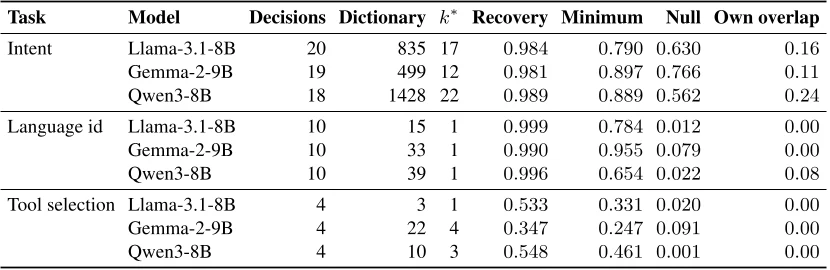 Task Model Decisions Dictionary k* Recovery Minimum Null Own overlap
Intent Llama-3.1-8B 20 835 17 0.984 0.790 0.630 0.16
Gemma-2-9B 19 499 12 0.981 0.897 0.766 0.11
Qwen3-8B 18 1428 22 0.989 0.889 0.562 0.24
Language id Llama-3.1-8B 10 15 1 0.999 0.784 0.012 0.00
Gemma-2-9B 10 33 1 0.990 0.955 0.079 0.00
Qwen3-8B 10 39 1 0.996 0.654 0.022 0.08
Tool selection Llama-3.1-8B 4 3 1 0.533 0.331 0.020 0.00
Gemma-2-9B 4 22 4 0.347 0.247 0.091 0.00
Qwen3-8B 4 10 3 0.548 0.461 0.001 0.00